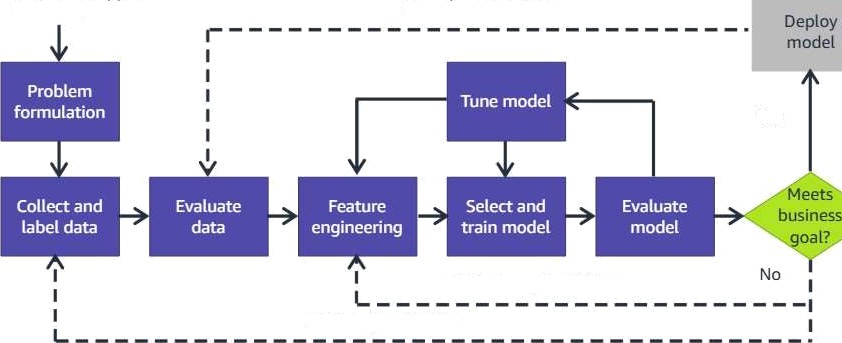 Deploy
model
Problem
formulation
Tune model
Collect and
label data
Evaluate
data
Feature
engineering
Select and
train model
Evaluate
model
Meets
business
goal?
No